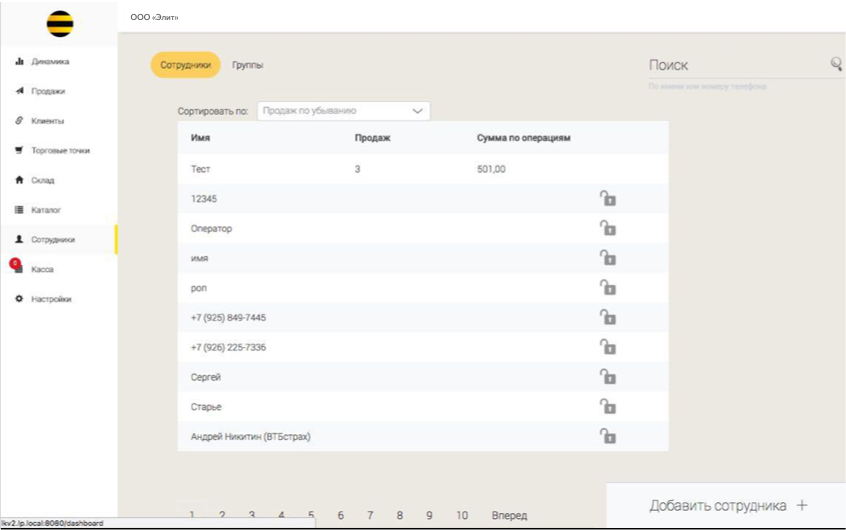 ООО «Элит»
Динамика
Продажи
Клиенты
Торговые точки
Склад
Каталог
Сотрудники
Касса
Настройки
Сотрудники Группы
Поиск
По имени или номеру телефона
Сортировать по: Продаж по убыванию
Имя Продаж Сумма по операциям
Тест 3 501,00
12345
Оператор
имя
роп
+7 (925) 849-7445
+7 (926) 225-7336
Сергей
Старье
Андрей Никитин (ВТБстрах)
Добавить сотрудника +
1 2 3 4 5 6 7 8 9 10 Вперед
lkv2.lp.local:8080/dashboard